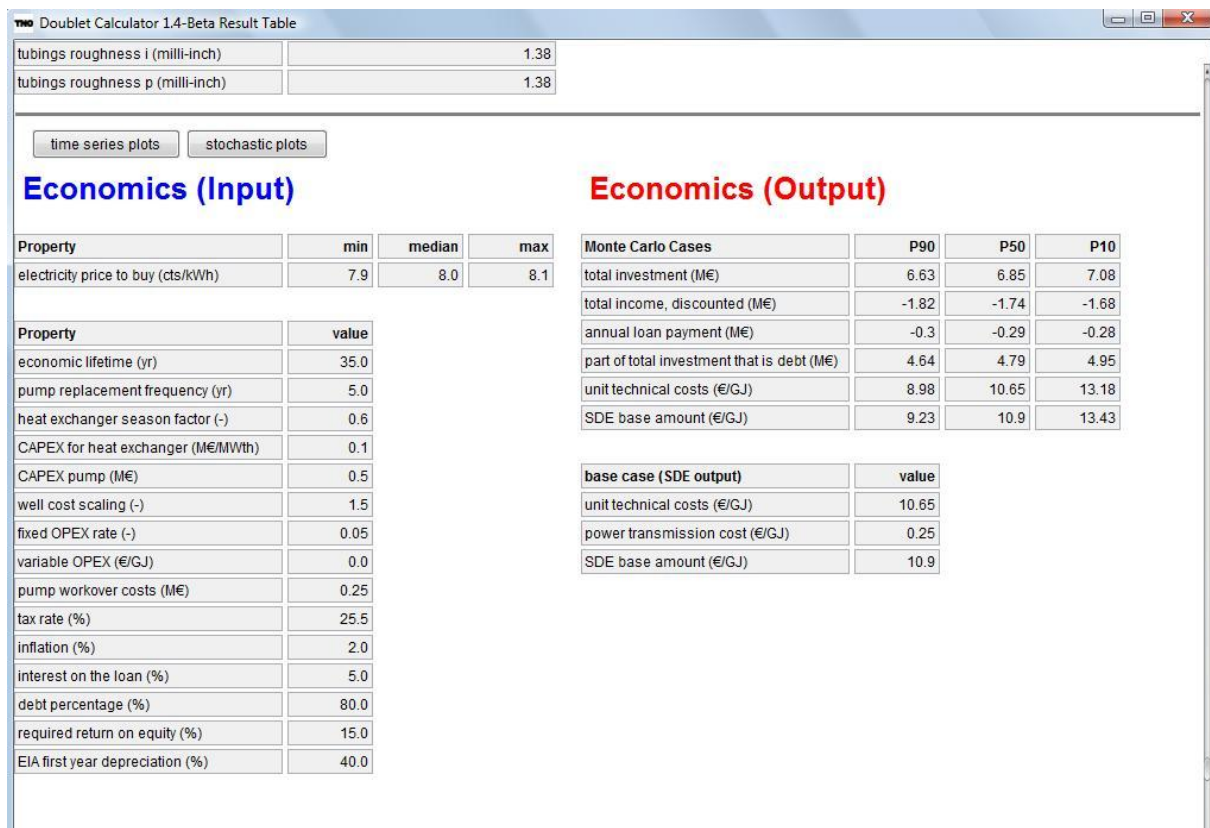 TNO Doublet Calculator 1.4-Beta Result Table
tubings roughness i (milli-inch) 1.38
tubings roughness p (milli-inch) 1.38
time series plots stochastic plots
Economics (Input)
Property min median max
electricity price to buy (cts/kWh) 7.9 8.0 8.1
Property value
economic lifetime (yr) 35.0
pump replacement frequency (yr) 5.0
heat exchanger season factor (-) 0.6
CAPEX for heat exchanger (M€/MWth) 0.1
CAPEX pump (M€) 0.5
well cost scaling (-) 1.5
fixed OPEX rate (-) 0.05
variable OPEX (€/GJ) 0.0
pump workover costs (M€) 0.25
tax rate (%) 25.5
inflation (%) 2.0
interest on the loan (%) 5.0
debt percentage (%) 80.0
required return on equity (%) 15.0
EIA first year depreciation (%) 40.0
Economics (Output)
Monte Carlo Cases P90 P50 P10
total investment (M€) 6.63 6.85 7.08
total income, discounted (M€) -1.82 -1.74 -1.68
annual loan payment (M€) -0.3 -0.29 -0.28
part of total investment that is debt (M€) 4.64 4.79 4.95
unit technical costs (€/GJ) 8.98 10.65 13.18
SDE base amount (€/GJ) 9.23 10.9 13.43
base case (SDE output) value
unit technical costs (€/GJ) 10.65
power transmission cost (€/GJ) 0.25
SDE base amount (€/GJ) 10.9